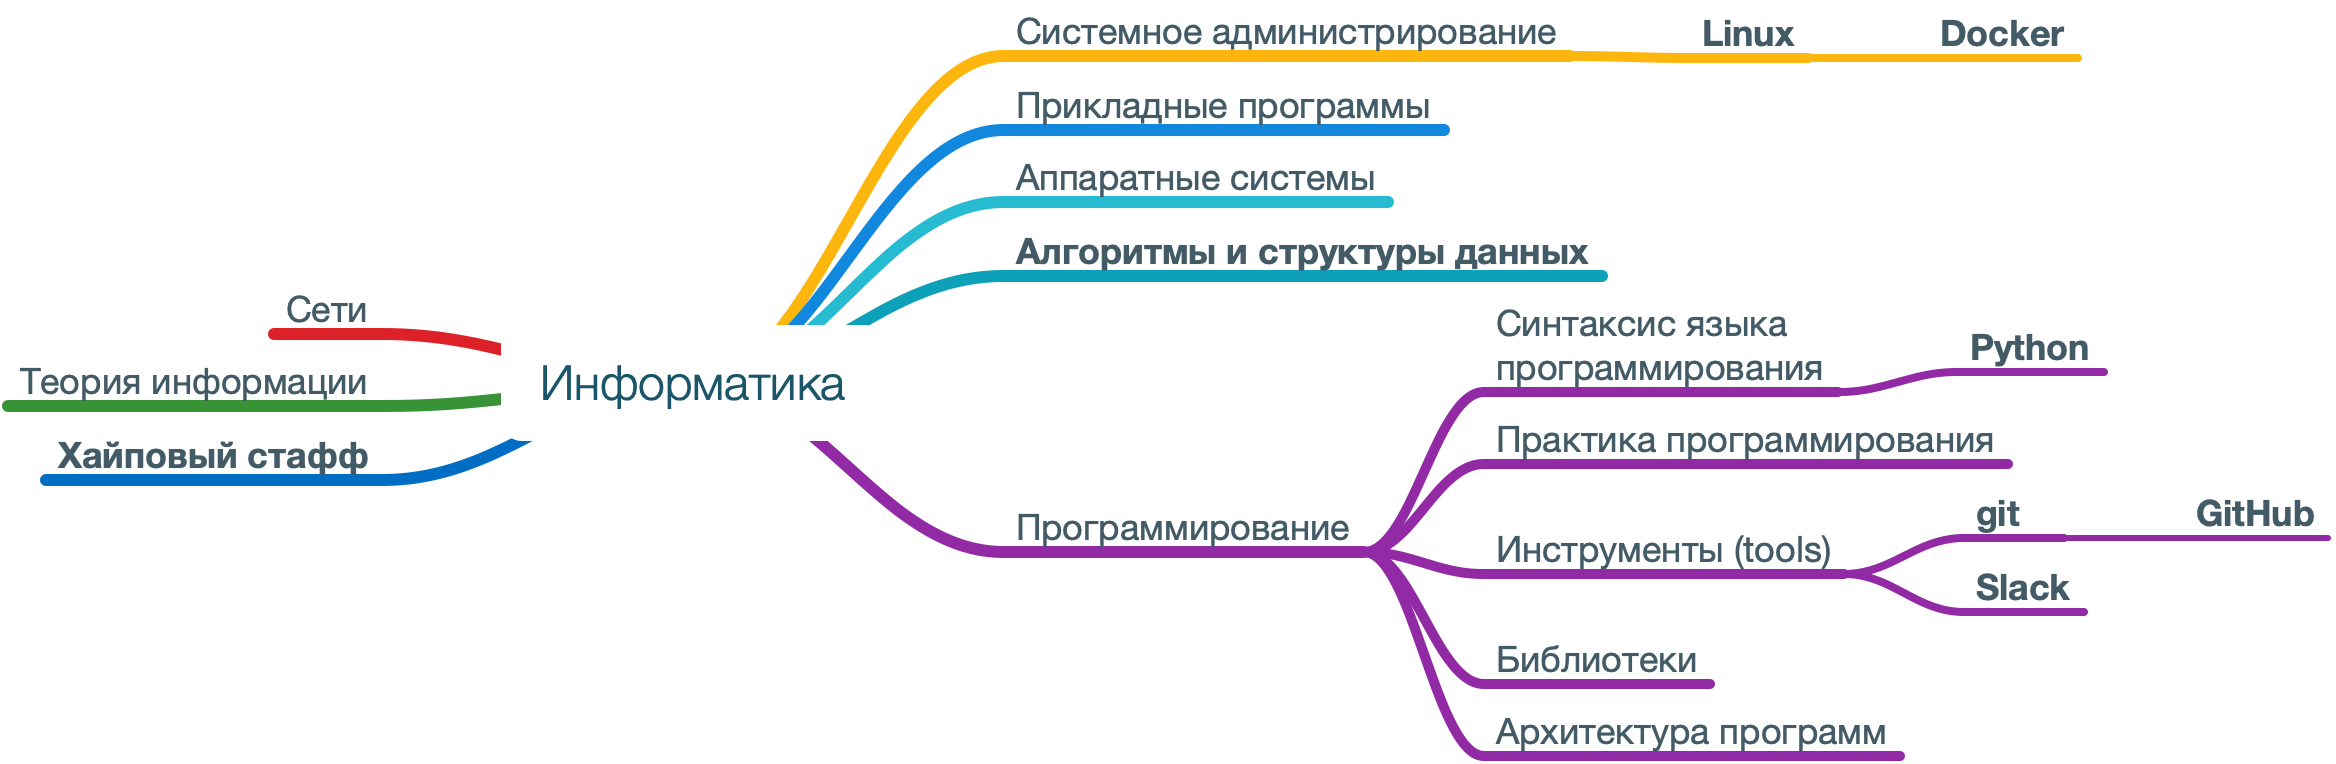 Системное администрирование
Linux
Docker
Прикладные программы
Аппаратные системы
Алгоритмы и структуры данных
Сети
Теория информации
Хайповый стафф
Информатика
Программирование
Синтаксис языка
программирования
Python
Практика программирования
Инструменты (tools)
git
GitHub
Slack
Библиотеки
Архитектура программ